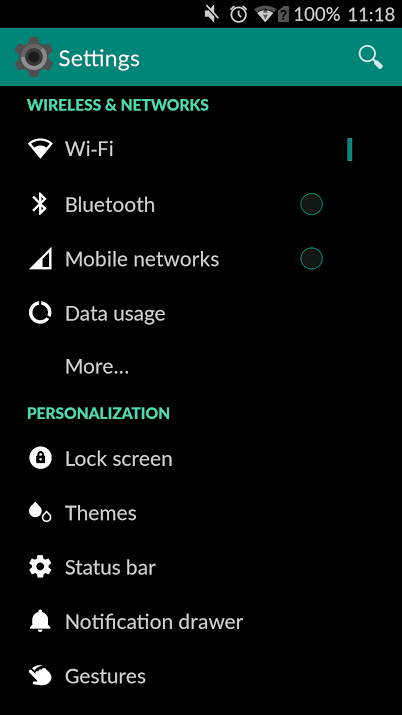 100% 11:18
Settings
WIRELESS & NETWORKS
Wi-Fi
Bluetooth
Mobile networks
Data usage
More...
PERSONALIZATION
Lock screen
Themes
Status bar
Notification drawer
Gestures